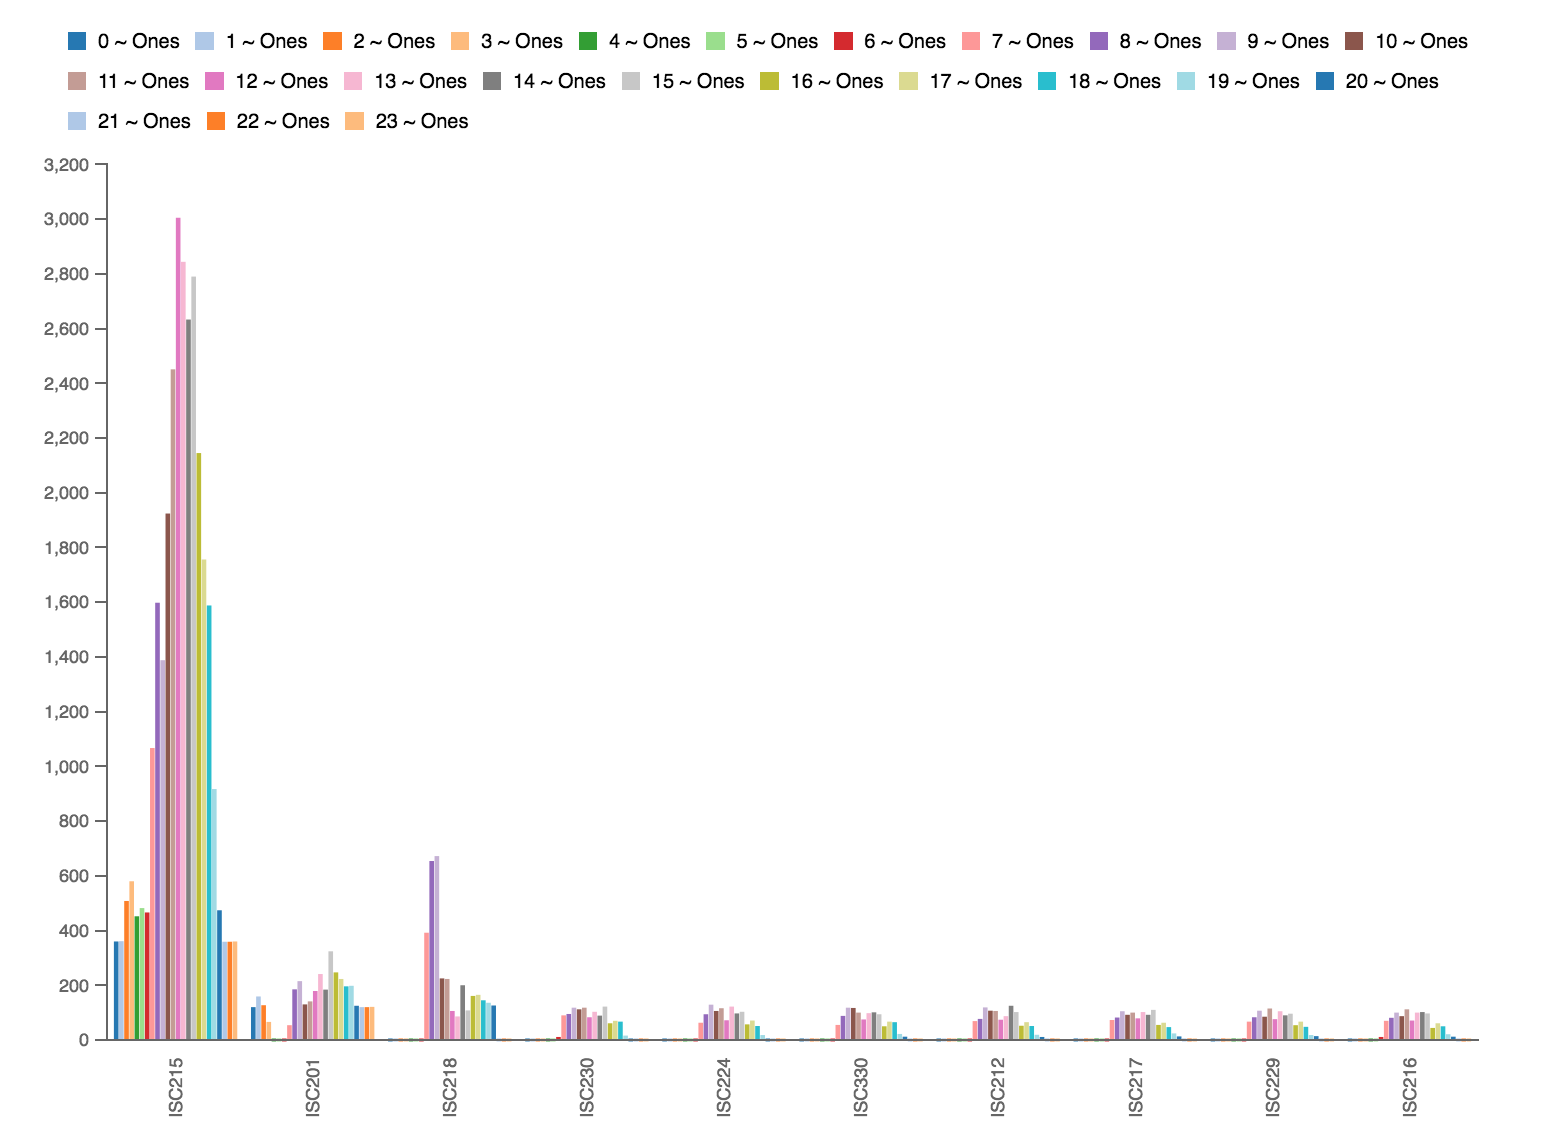 0 ~ Ones 1 ~ Ones 2 ~ Ones 3 ~ Ones 4 ~ Ones 5 ~ Ones 6 ~ Ones 7 ~ Ones 8 ~ Ones 9 ~ Ones 10 ~ Ones
11 ~ Ones 12 ~ Ones 13 ~ Ones 14 ~ Ones 15 ~ Ones 16 ~ Ones 17 ~ Ones 18 ~ Ones 19 ~ Ones 20 ~ Ones
21 ~ Ones 22 ~ Ones 23 ~ Ones
3,200
3,000
2,800
2,600
2,400
2,200
2,000
1,800
1,600
1,400
1,200
1,000
800
600
400
200
0
ISC215
ISC201
ISC218
ISC230
ISC224
ISC330
ISC212
ISC217
ISC229
ISC216